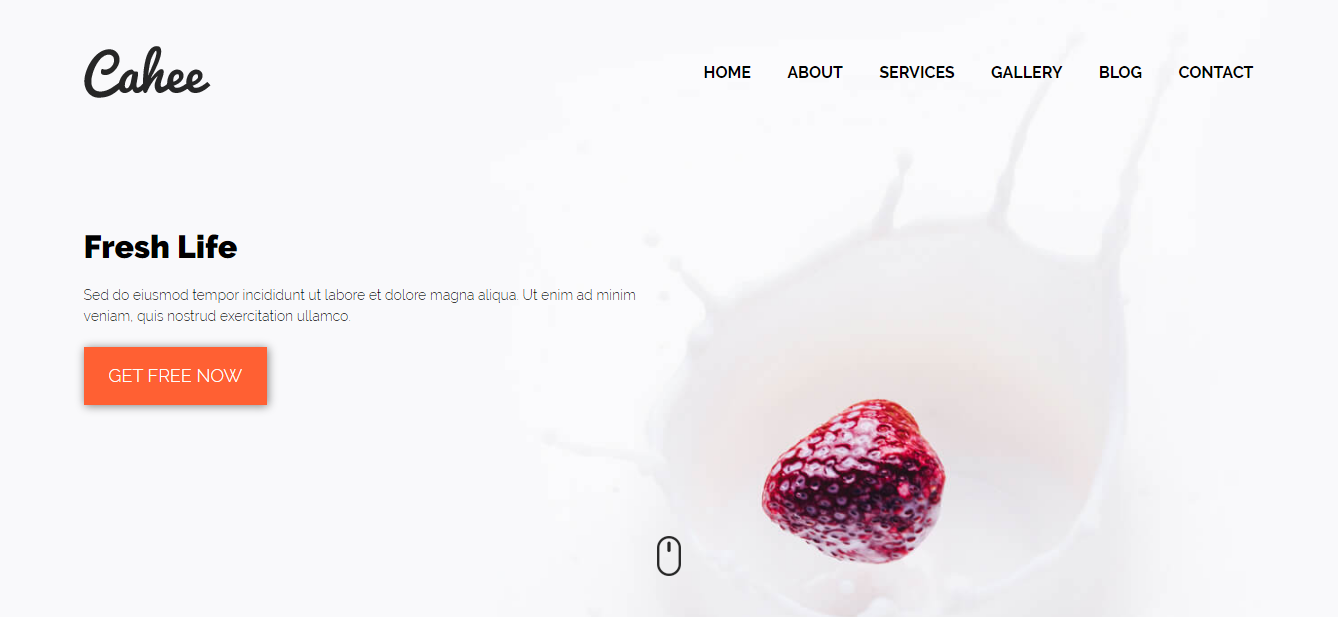 Cahee
HOME ABOUT SERVICES GALLERY BLOG CONTACT
Fresh Life
Sed do eiusmod tempor incididunt ut labore et dolore magna aliqua. Ut enim ad minim
veniam, quis nostrud exercitation ullamco.
GET FREE NOW